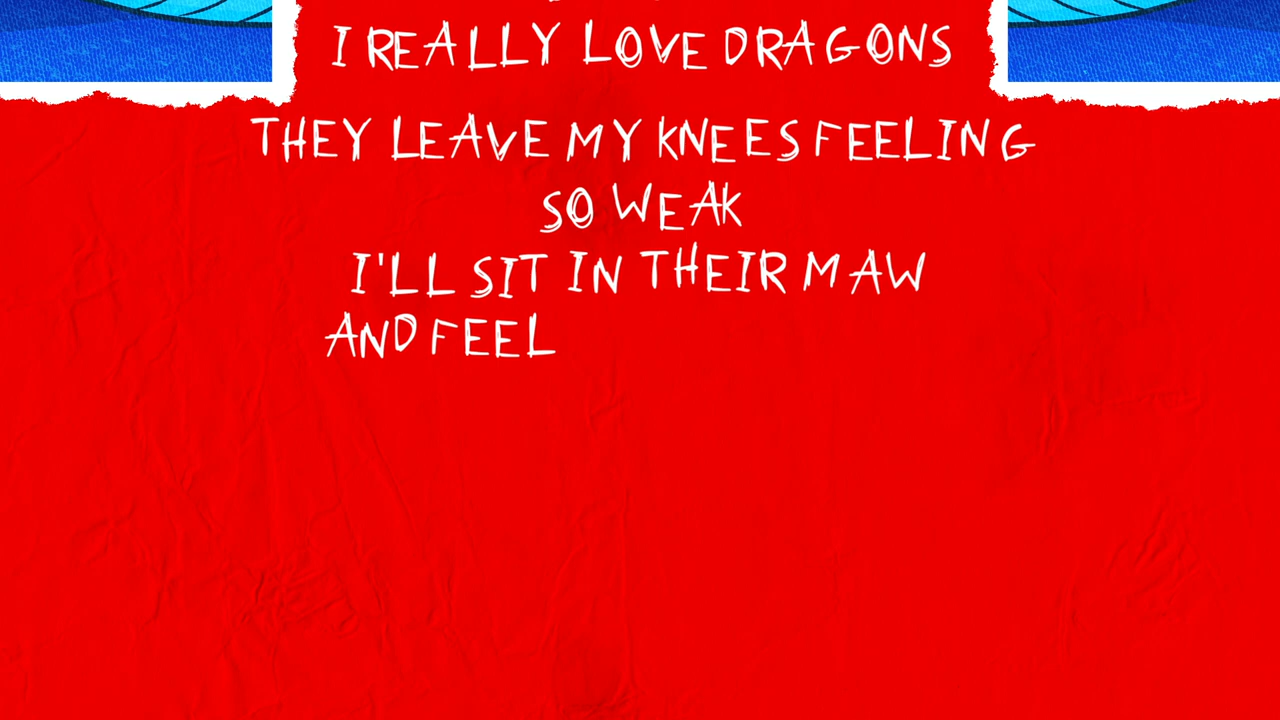 I REALLY LOVE DRAGONS
THEY LEAVE MY KNEES FEELING
SO WEAK
I'LL SIT IN THEIR MAW
AND FEEL